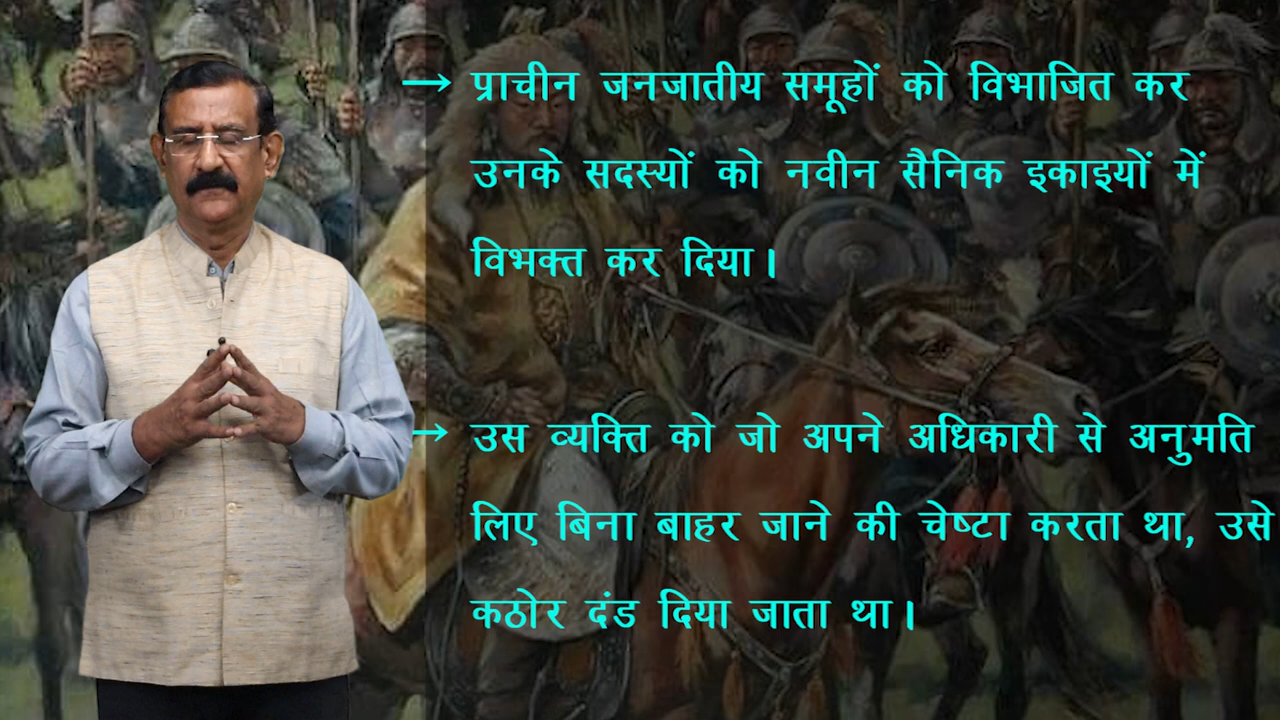 → प्राचीन जनजातीय समूहों को विभाजित कर
उनके सदस्यों को नवीन सैनिक इकाइयों में
विभक्त कर दिया।
→ उस व्यक्ति को जो अपने अधिकारी से अनुमति
लिए बिना बाहर जाने की चेष्टा करता था, उसे
कठोर दंड दिया जाता था।